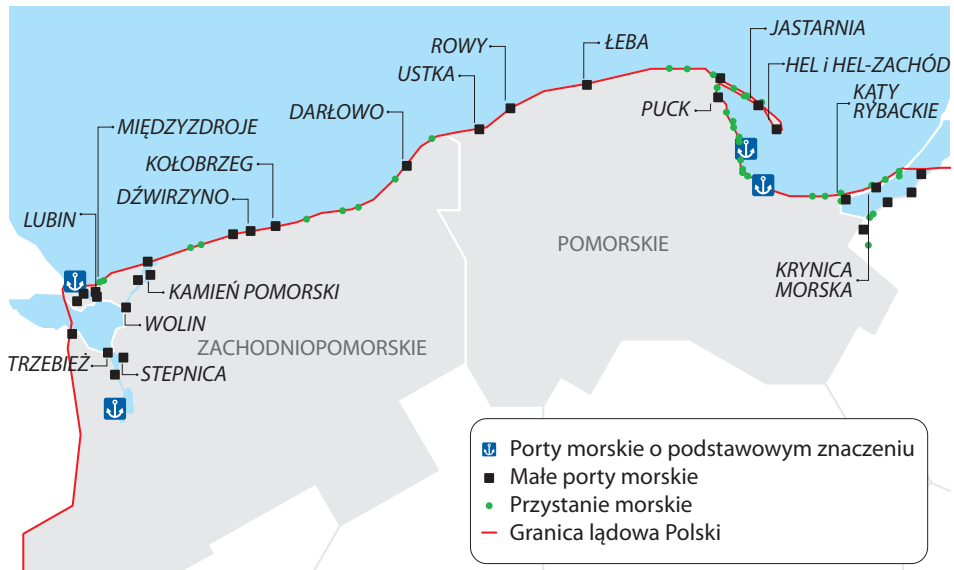 JASTARNIA
ŁEBA
ROWY
HEL i HEL-ZACHÓD
USTKA
KĄTY
RYBACKIE
PUCK
DARŁOWO
MIĘDZYZDROJE
KOŁOBRZEG
DŹWIRZYNO
LUBIN
POMORSKIE
KRYNICA
MORSKA
KAMIEŃ POMORSKI
WOLIN
ZACHODNIOPOMORSKIE
TRZEBIEŻ
STEPNICA
Porty morskie o podstawowym znaczeniu
Małe porty morskie
Przystanie morskie
Granica lądowa Polski